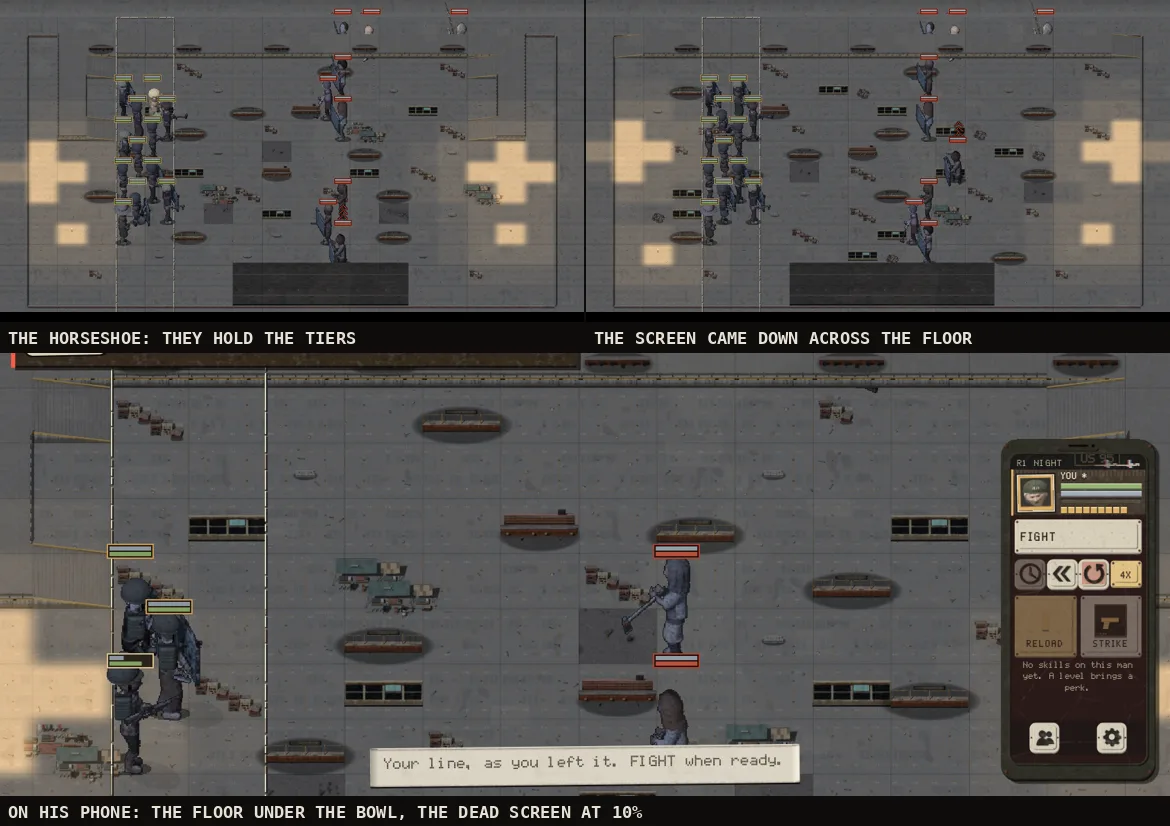 THE HORSESHOE: THEY HOLD THE TIERS
THE SCREEN CAME DOWN ACROSS THE FLOOR
R1 NIGHT
YOU *
FIGHT
4X
RELOAD
STRIKE
No skills on this man
yet. A level brings a
perk.
Your line, as you left it. FIGHT when ready.
ON HIS PHONE: THE FLOOR UNDER THE BOWL, THE DEAD SCREEN AT 10%